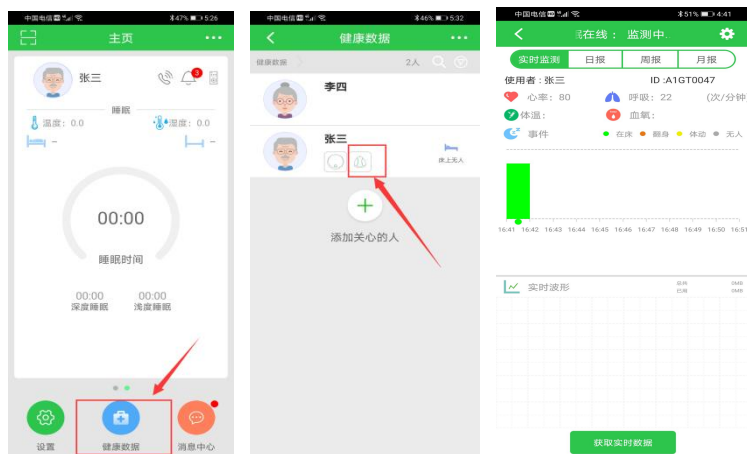 中国电信 47% 5:26
主页
张三
睡眠
温度: 0.0
湿度: 0.0
00:00
睡眠时间
00:00 00:00
深度睡眠 浅度睡眠
设置 健康数据 消息中心
中国电信 46% 5:32
健康数据
健康数据 2人
李四
张三
床上无人
添加关心的人
中国电信 51% 4:41
在线: 监测中.
实时监测 日报 周报 月报
使用者:张三 ID:A1GT0047
心率: 80 呼吸: 22 (次/分钟
体温: 血氧:
事件 在床 翻身 体动 无人
16:41 16:42 16:43 16:44 16:45 16:46 16:47 16:48 16:49 16:50 16:51
实时波形
0MB
0MB
获取实时数据